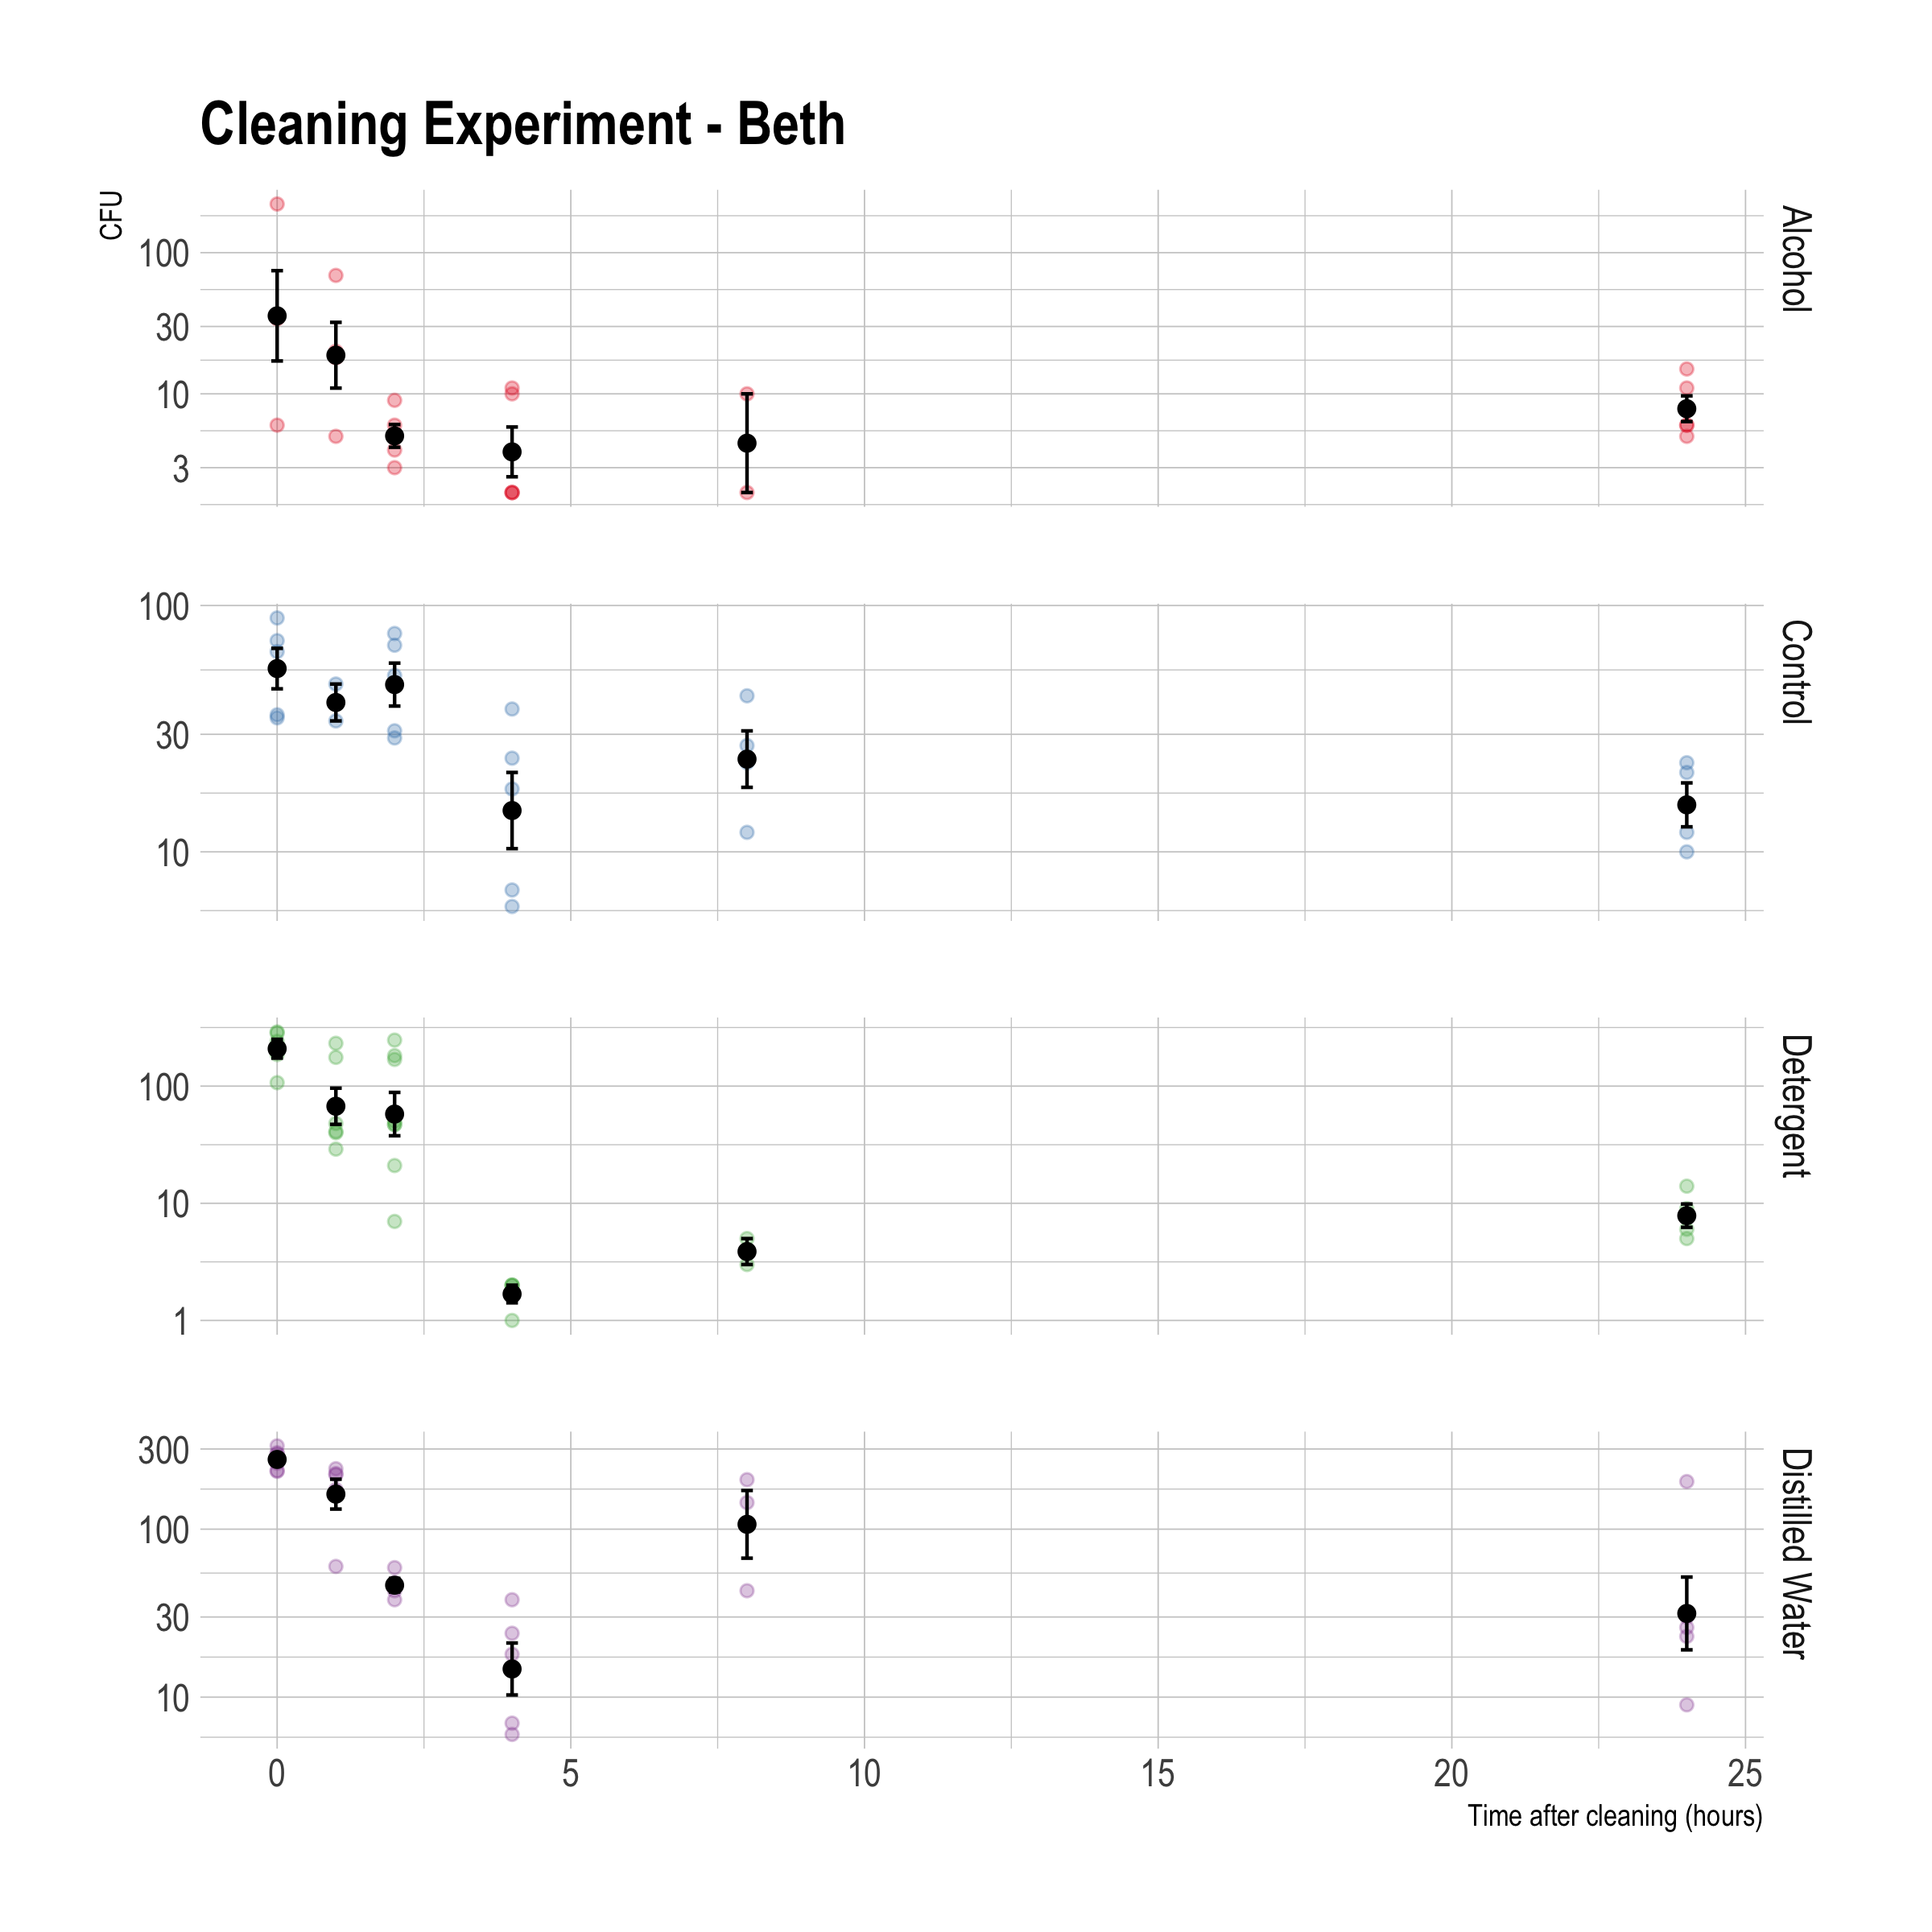 Cleaning Experiment - Beth
CFU
100
30
10
3
Alcohol
100
30
10
Control
100
10
1
Detergent
300
100
30
10
Distilled Water
0 5 10 15 20 25
Time after cleaning (hours)